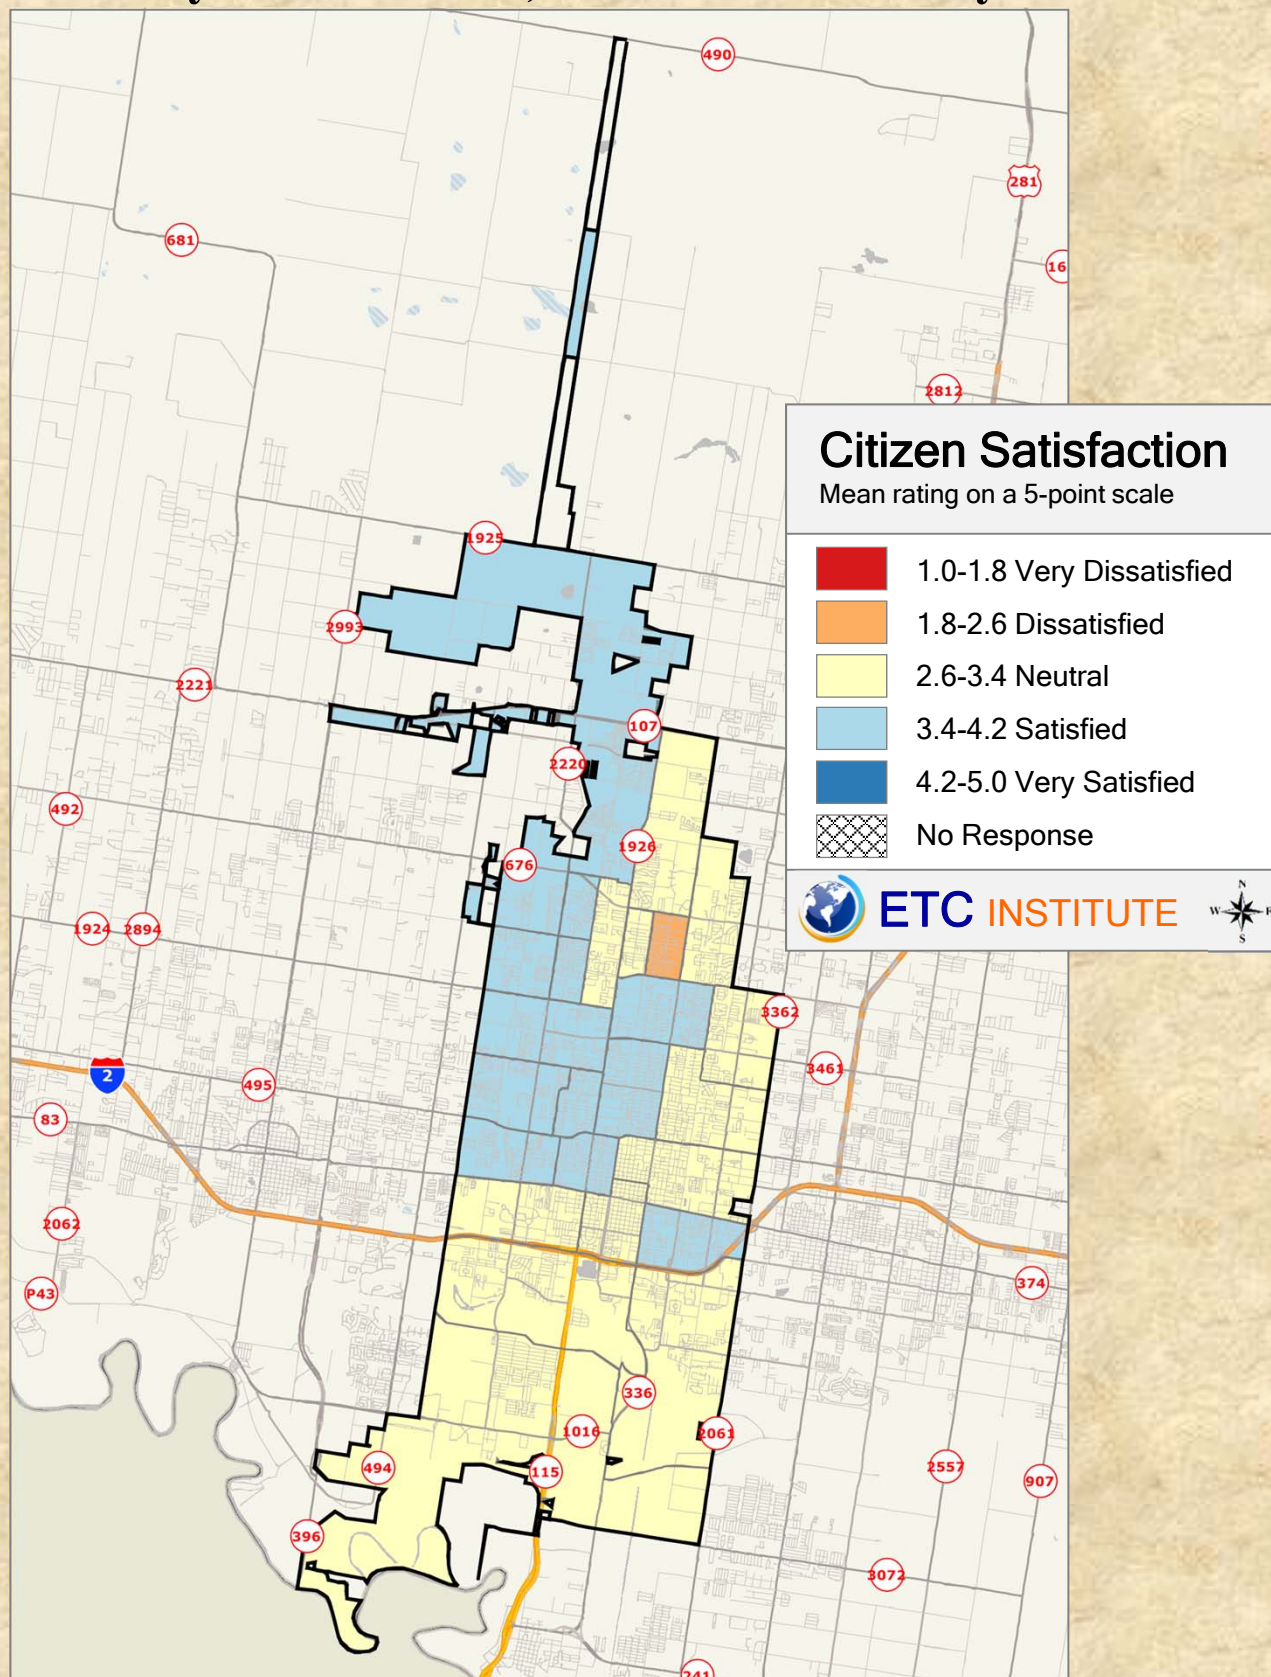 490
281
681
16
2812
Citizen Satisfaction
Mean rating on a 5-point scale
1925
1.0-1.8 Very Dissatisfied
1.8-2.6 Dissatisfied
2993
2.6-3.4 Neutral
2221
107
3.4-4.2 Satisfied
2220
4.2-5.0 Very Satisfied
492
No Response
1926
676
N
ETC INSTITUTE
W
E
S
1924
2894
3362
2
3461
495
83
2062
374
P43
336
1016
2061
494
115
2557
907
396
3072
241